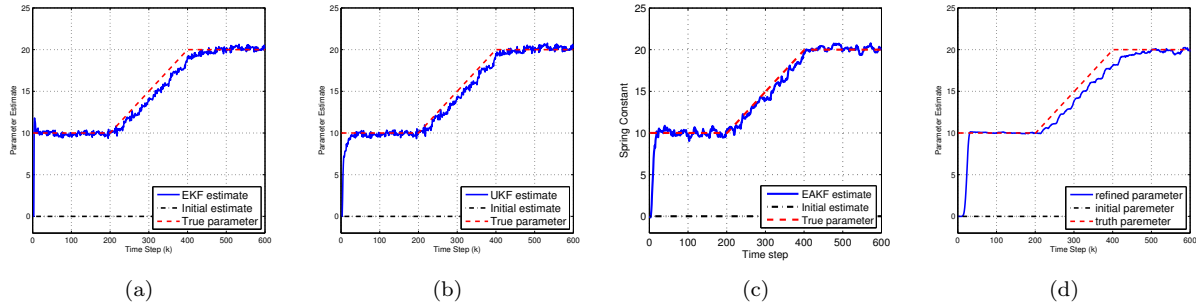 25
20
15
10
5
0
0 100 200 300 400 500 600
Parameter Estimate
Time Step (k)
EKF estimate
Initial estimate
True parameter
(a)
25
20
15
10
5
0
0 100 200 300 400 500 600
Parameter Estimate
Time Step (k)
UKF estimate
Initial estimate
True parameter
(b)
25
20
15
10
5
0
0 100 200 300 400 500 600
Spring Constant
Time step
EAKF estimate
Initial estimate
True parameter
(c)
25
20
15
10
5
0
0 100 200 300 400 500 600
Parameter Estimate
Time Step (k)
refined parameter
initial paremeter
truth paremeter
(d)